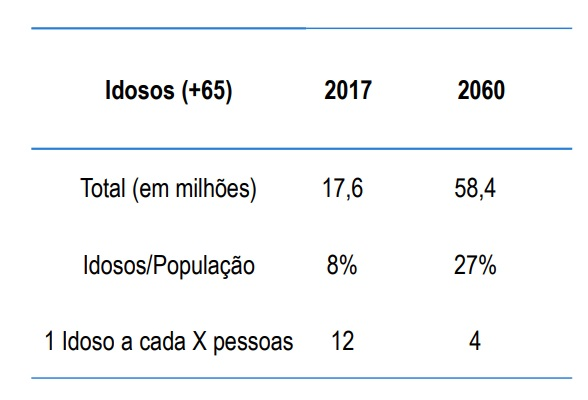 Idosos (+65) 2017 2060
Total (em milhões) 17,6 58,4
Idosos/População 8% 27%
1 Idoso a cada X pessoas 12 4